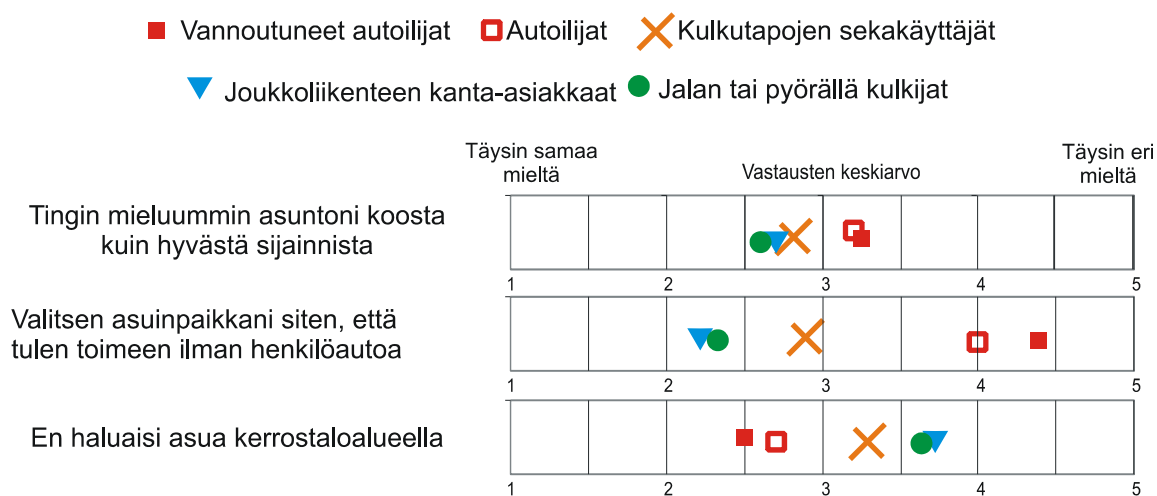 Vannoutuneet autoilijat Autoilijat Kulkutapojen sekakäyttäjät
Joukkoliikenteen kanta-asiakkaat Jalan tai pyörällä kulkijat
Täysin samaa mieltä
Vastausten keskiarvo
Täysin eri mieltä
Tingin mieluummin asuntoni koosta
kuin hyvästä sijainnista
1 2 3 4 5
Valitsen asuinpaikkani siten, että
tulen toimeen ilman henkilöautoa
1 2 3 4 5
En haluaisi asua kerrostaloalueella
1 2 3 4 5